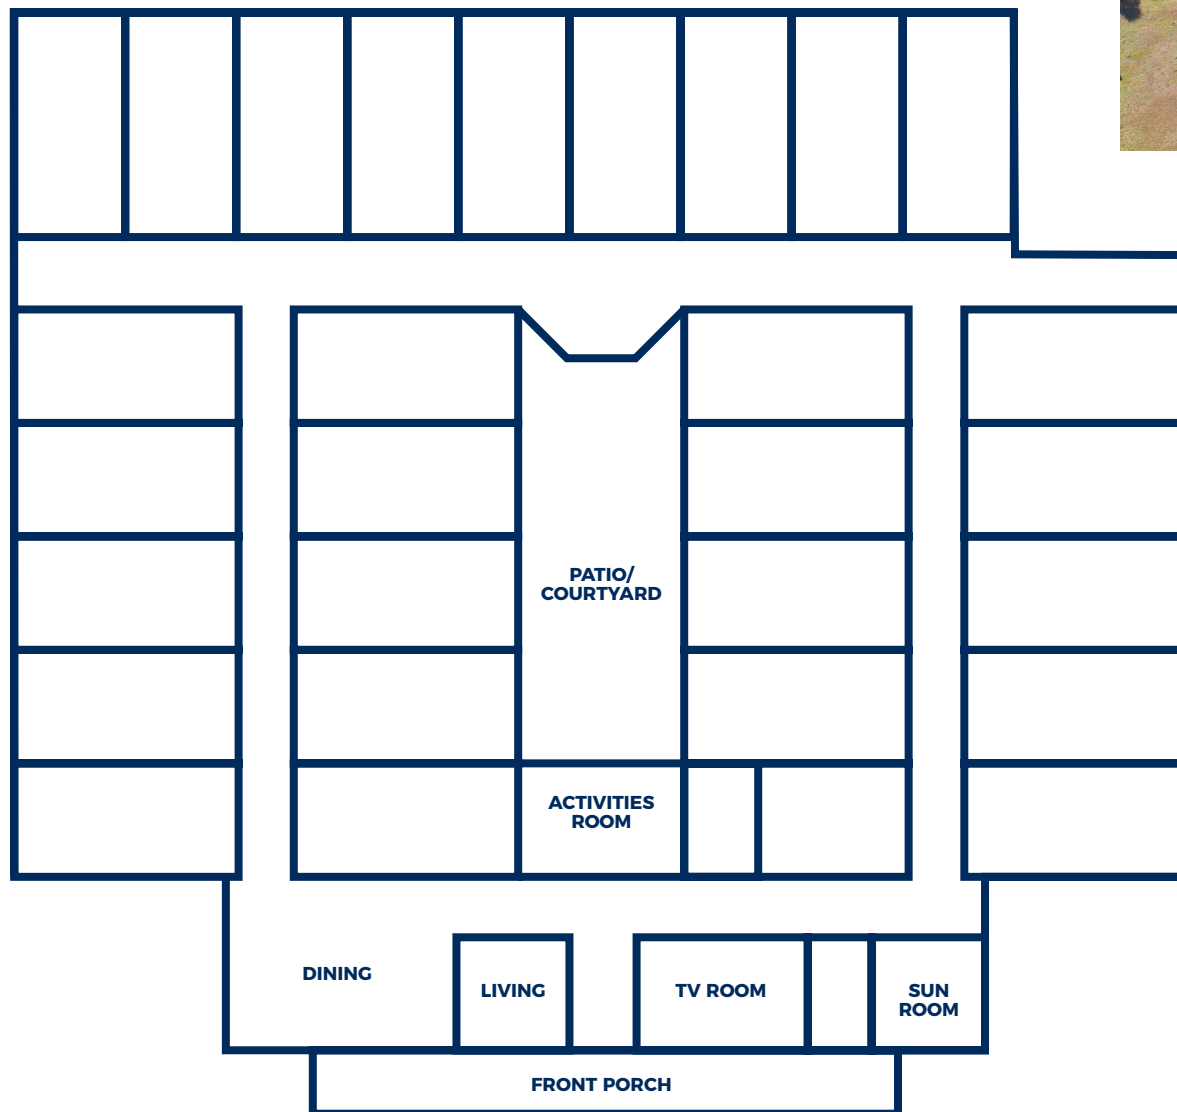 PATIO/
COURTYARD
ACTIVITIES
ROOM
DINING
LIVING
TV ROOM
SUN
ROOM
FRONT PORCH